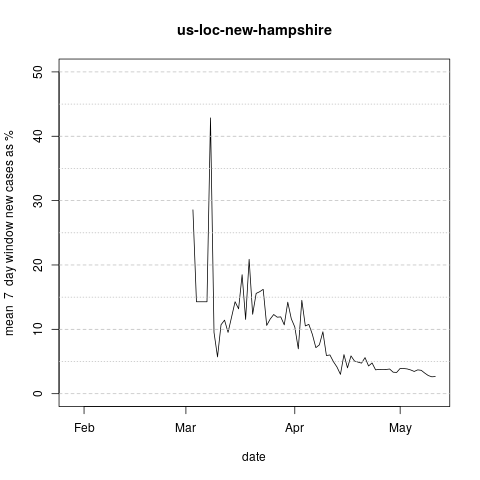 us-loc-new-hampshire
mean 7 day window new cases as %
50
40
30
20
10
0
Feb
Mar
Apr
May
date